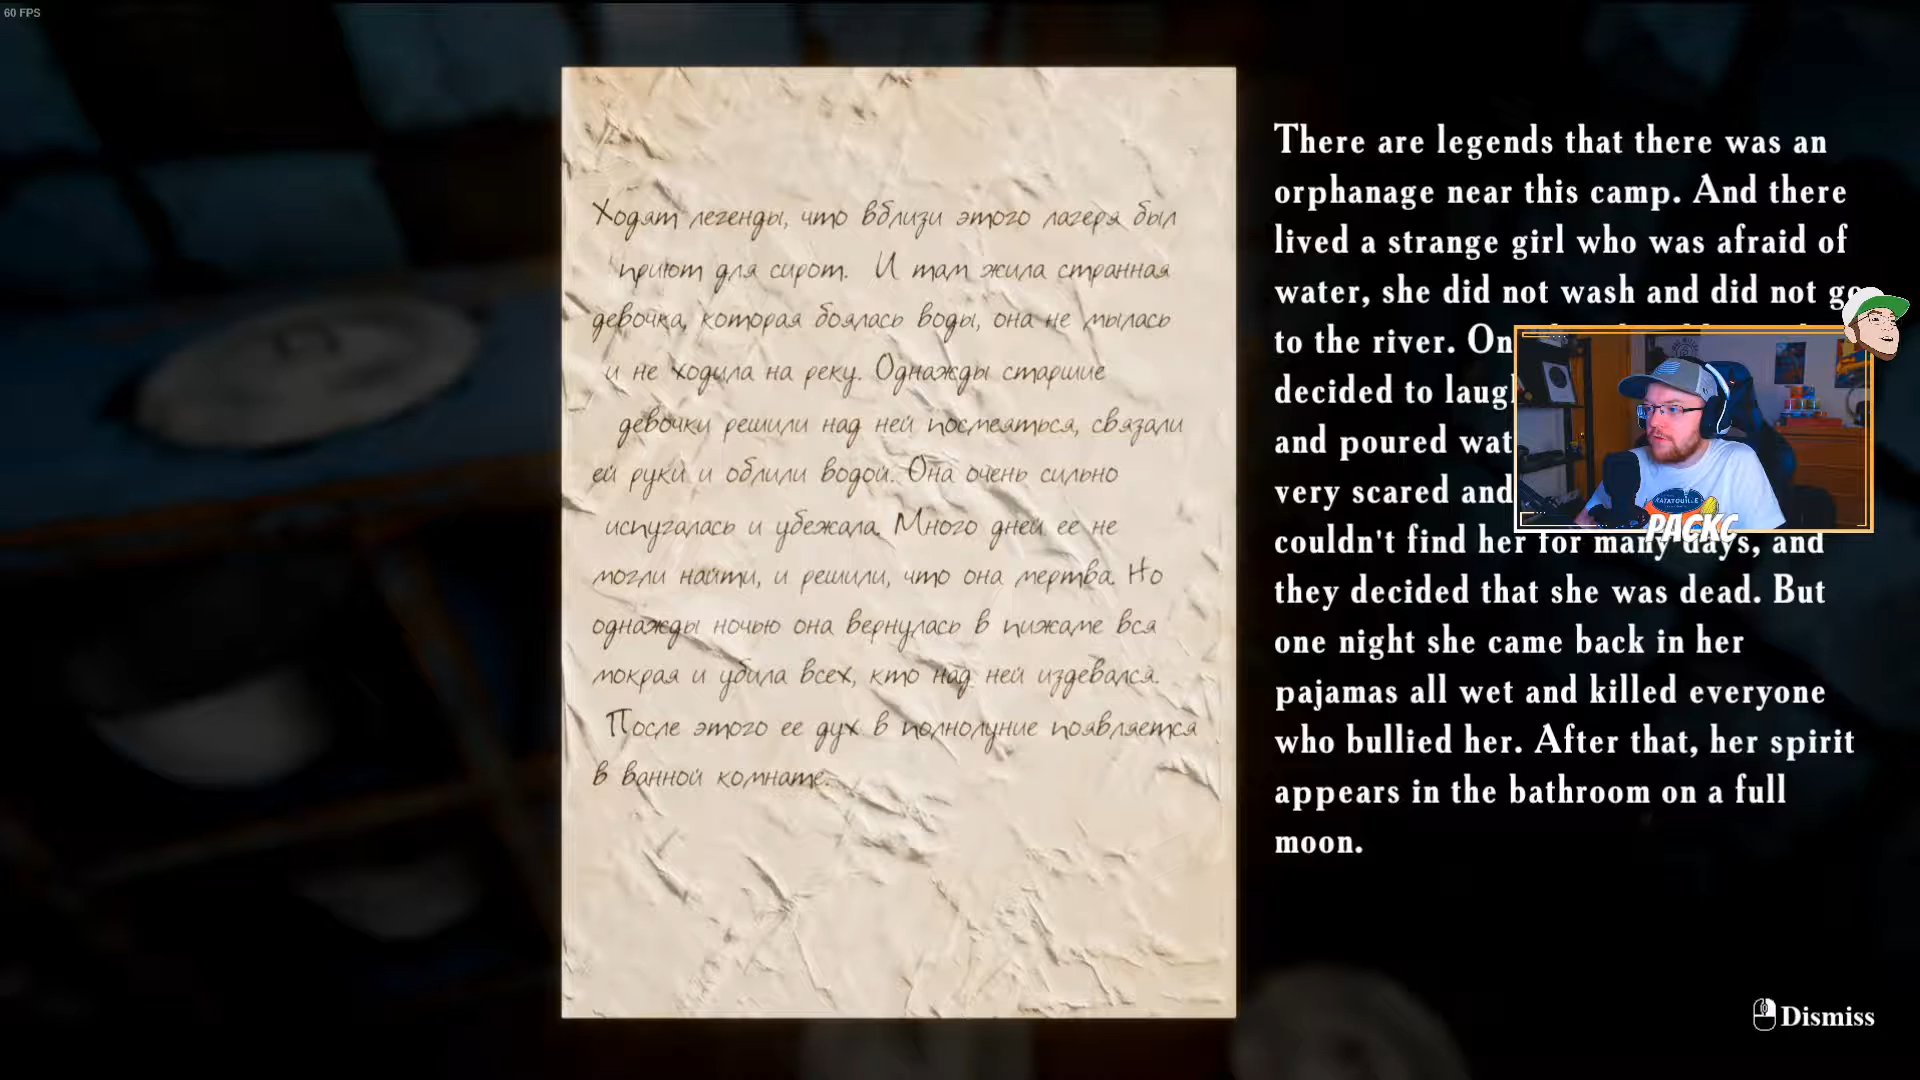 60 FPS
Ходят легенды, что вблизи этого лагеря был
приют для сирот. И там жила странная
девочка, которая боялась воды, она не мылась
и не ходила на реку. Однажды старшие
девочки решили над ней посмеяться, связали
ей руки и облили водой. Она очень сильно
испугалась и убежала. Много дней ее не
могли найти, и решили, что она мертва. Но
однажды ночью она вернулась в пижаме вся
мокрая и убила всех, кто над ней издевался.
После этого ее дух в полнолуние появляется
в ванной комнате.
There are legends that there was an
orphanage near this camp. And there
lived a strange girl who was afraid of
water, she did not wash and did not go
to the river.
decided to
and poured
very scared and
couldn't find her for many days, and
they decided that she was dead. But
one night she came back in her
pajamas all wet and killed everyone
who bullied her. After that, her spirit
appears in the bathroom on a full
moon.
RATATOUILLE
PACKC
Dismiss